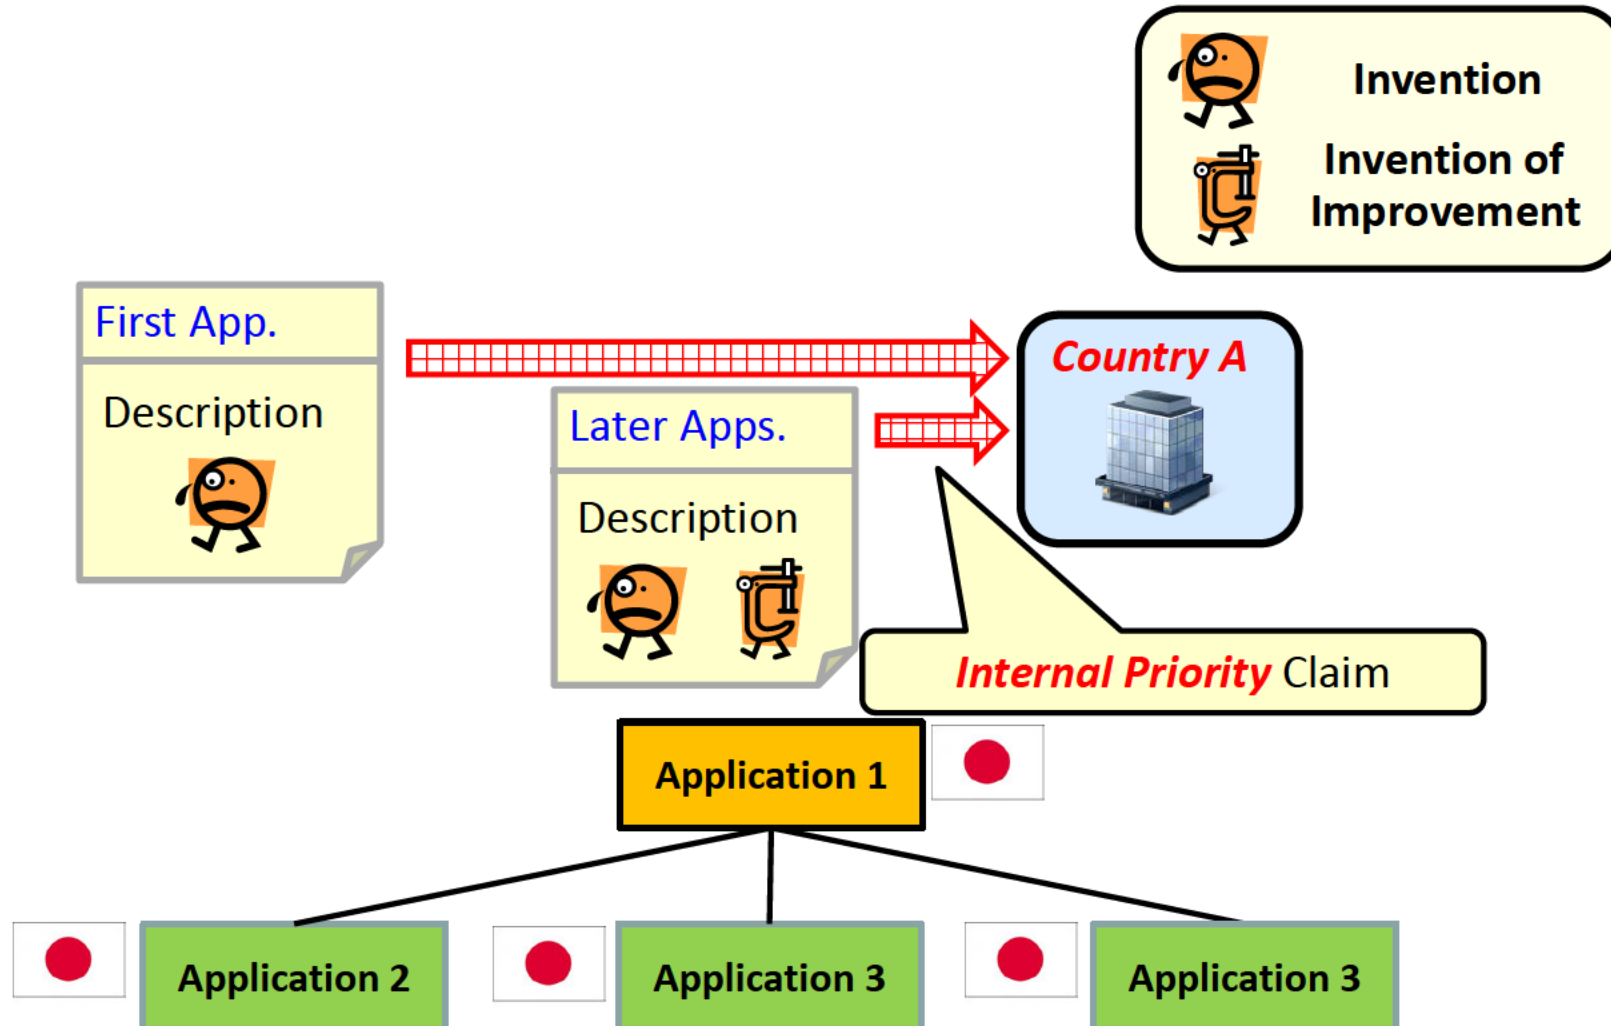 Invention
Invention of
Improvement
First App.
Description
Country A
Later Apps.
Description
Internal Priority Claim
Application 1
Application 2
Application 3
Application 3